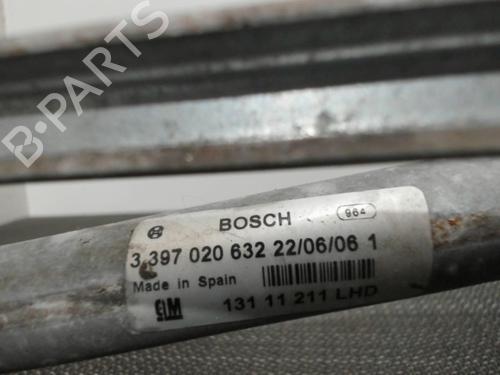 B-PARTS
BOSCH 964
3 397 020 632 22/06/06 1
Made in Spain
GM 131 11 211 LHD